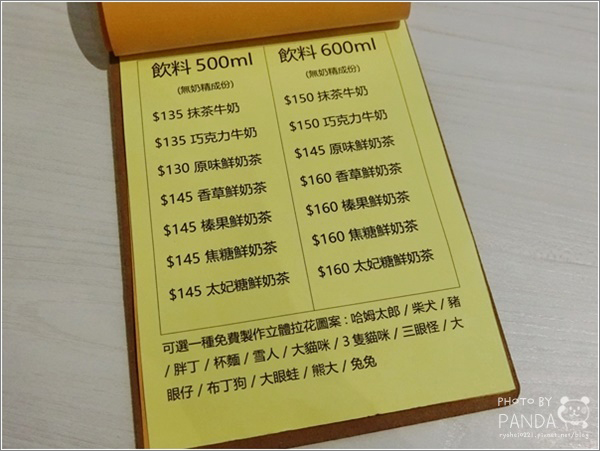 飲料 500ml
(無奶精成份)
$135 抹茶牛奶
$135 巧克力牛奶
$130 原味鮮奶茶
$145 香草鮮奶茶
$145 榛果鮮奶茶
$145 焦糖鮮奶茶
$145 太妃糖鮮奶茶
飲料 600ml
(無奶精成份)
$150 抹茶牛奶
$150 巧克力牛奶
$145 原味鮮奶茶
$160 香草鮮奶茶
$160 榛果鮮奶茶
$160 焦糖鮮奶茶
$160 太妃糖鮮奶茶
可選一種免費製作立體拉花圖案 : 哈姆太郎 / 柴犬 / 豬
/ 胖丁 / 杯麵 / 雪人 / 大貓咪 / 3 隻貓咪 / 三眼怪 / 大
眼仔 / 布丁狗 / 大眼蛙 / 熊大 / 兔兔
PHOTO BY
PANDA